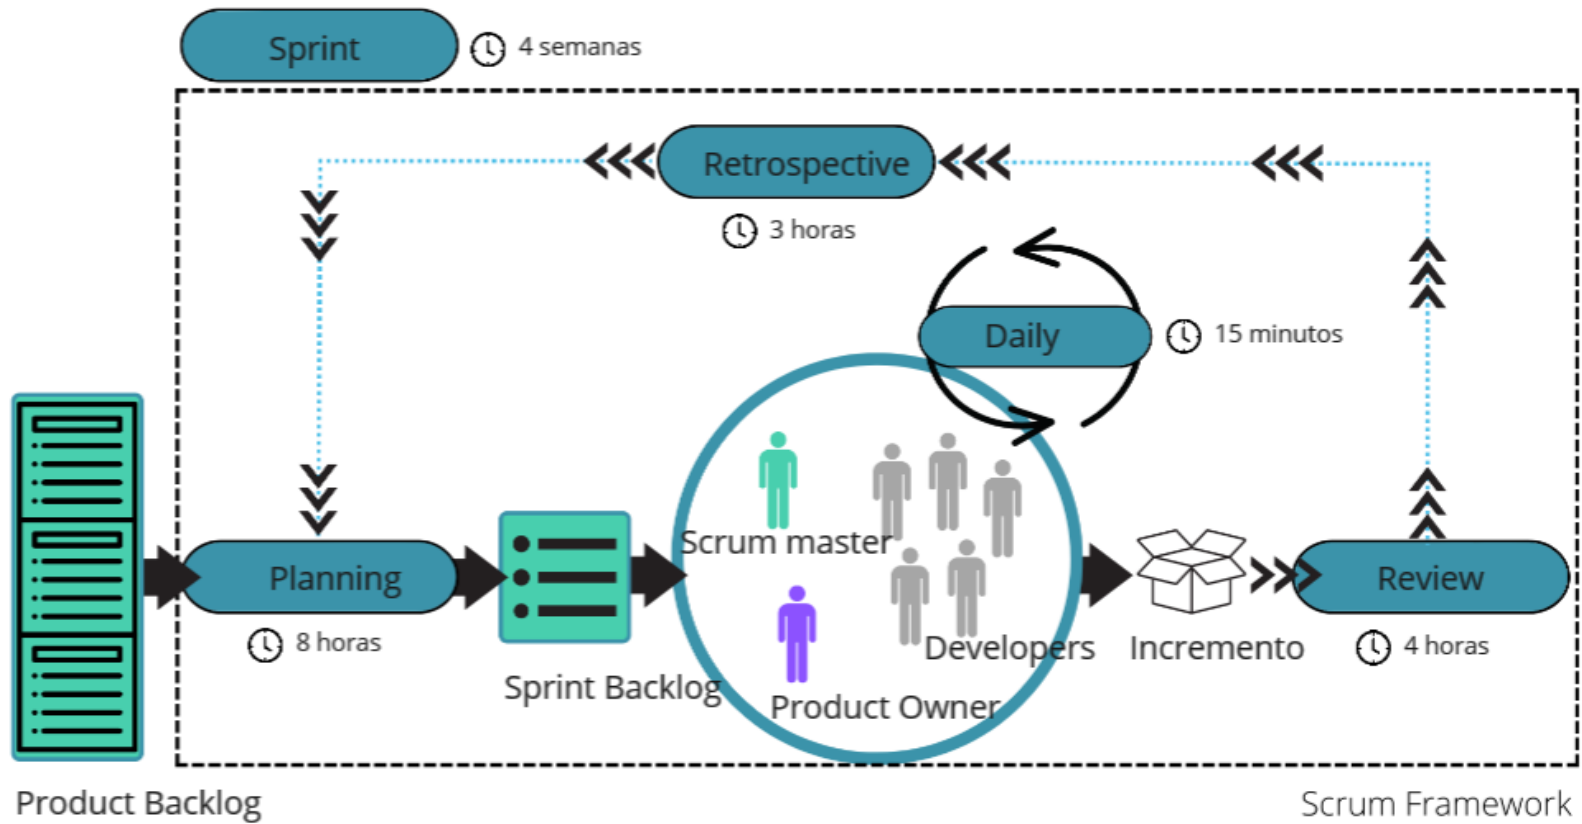 Sprint
4 semanas
Retrospective
3 horas
Daily
15 minutos
Scrum master
Planning
8 horas
Sprint Backlog
Developers
Product Owner
Incremento
Review
4 horas
Product Backlog
Scrum Framework